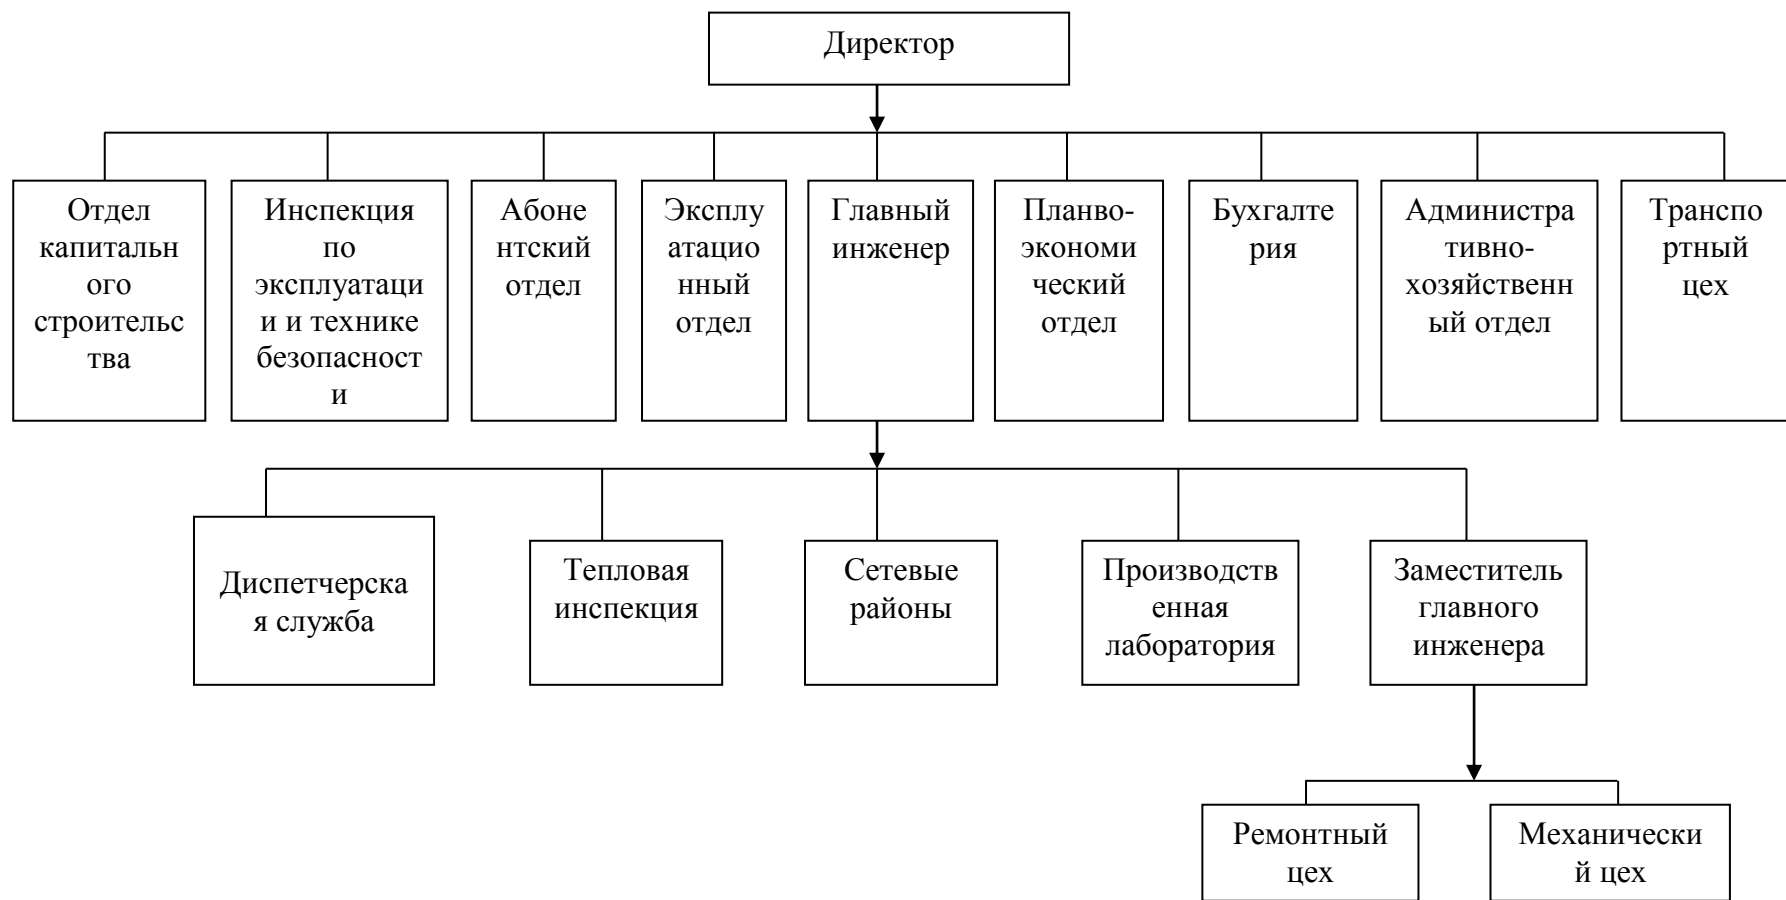 Директор
Отдел
капитальн
ого
строительс
тва
Инспекция
по
эксплуатаци
и и технике
безопасност
и
Абоне
нтский
отдел
Эксплу
атацио
нный
отдел
Главный
инженер
Планво-
экономи
ческий
отдел
Бухгалте
рия
Администра
тивно-
хозяйственн
ый отдел
Транспо
ртный
цех
Диспетчерска
я служба
Тепловая
инспекция
Сетевые
районы
Производств
енная
лаборатория
Заместитель
главного
инженера
Ремонтный
цех
Механически
й цех